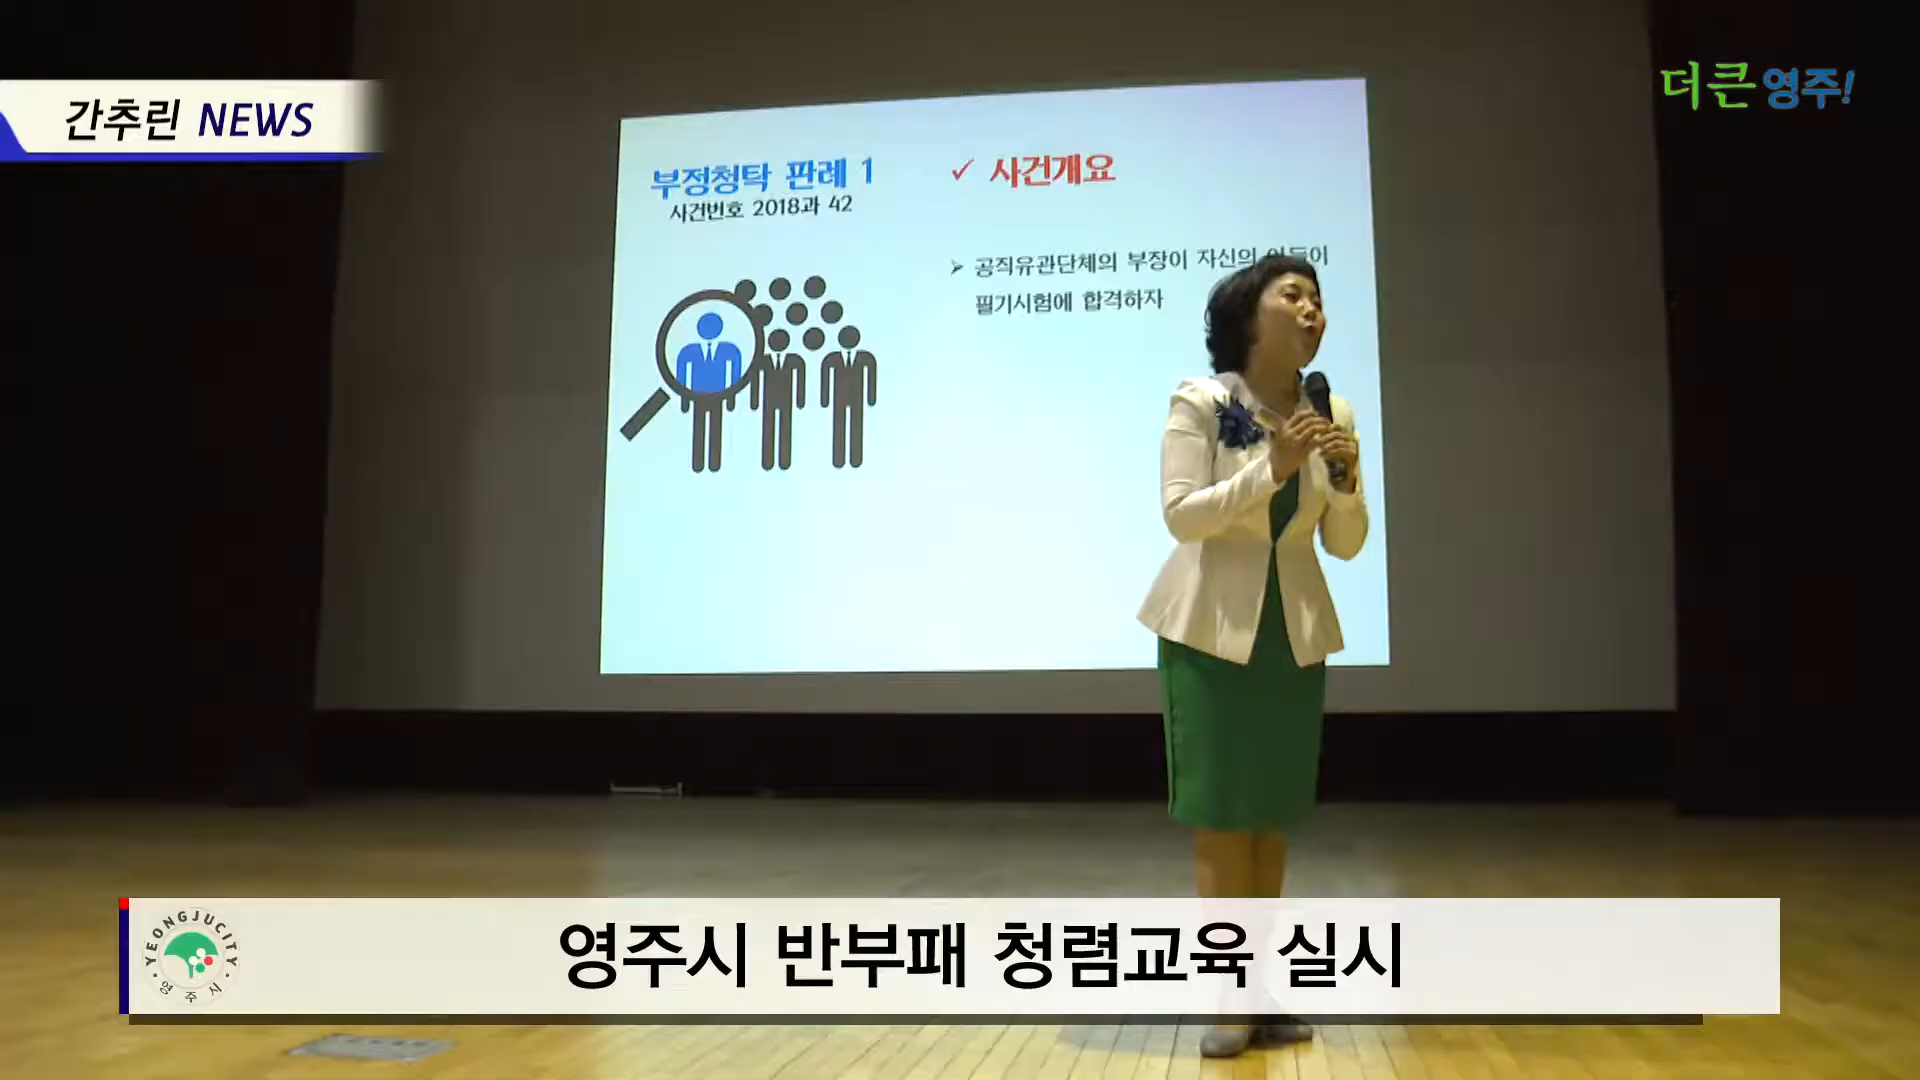 간추린 NEWS
더 큰 영주!
부정청탁 판례 1
사건번호 2018과 42
✓ 사건개요
➢ 공직유관단체의 부장이 자신의
필기시험에 합격하자
YEONGJUCITY
영주시
영주시 반부패 청렴교육 실시